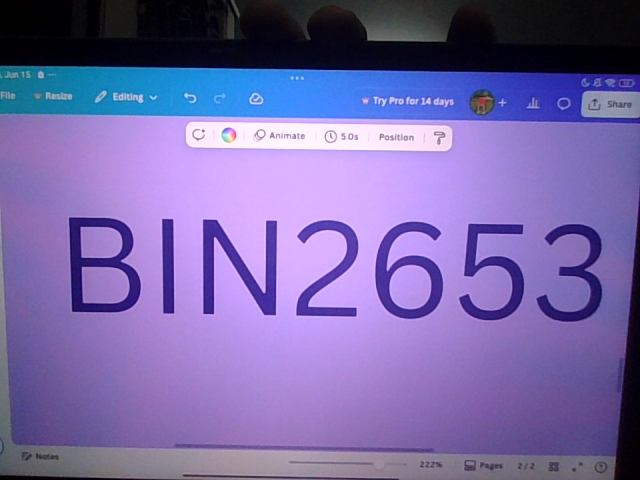 , Jun 15
File Resize Editing Try Pro for 14 days + Share
Animate 5.0s Position
BIN2653
Notes 222% Pages 2/2